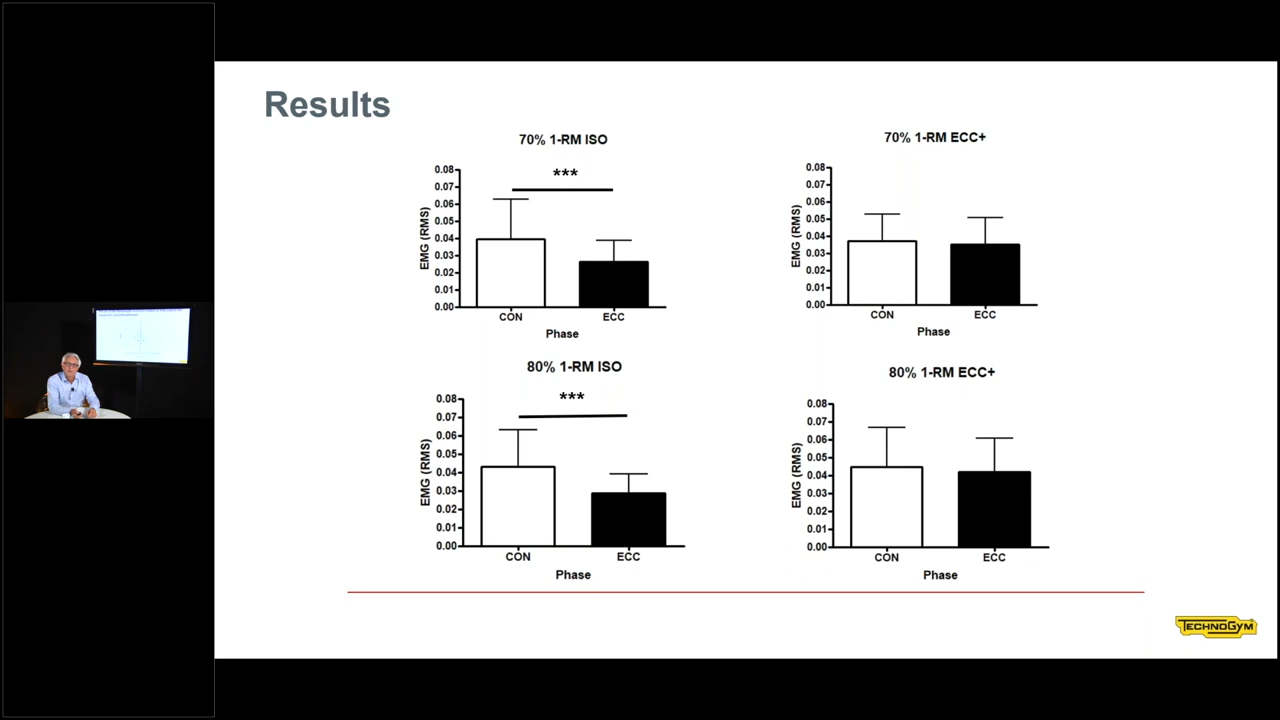 Results
70% 1-RM ISO
***
0.08
0.07
0.06
0.05
0.04
0.03
0.02
0.01
0.00
EMG (RMS)
CON ECC
Phase
70% 1-RM ECC+
0.08
0.07
0.06
0.05
0.04
0.03
0.02
0.01
0.00
EMG (RMS)
CON ECC
Phase
80% 1-RM ISO
***
0.08
0.07
0.06
0.05
0.04
0.03
0.02
0.01
0.00
EMG (RMS)
CON ECC
Phase
80% 1-RM ECC+
0.08
0.07
0.06
0.05
0.04
0.03
0.02
0.01
0.00
EMG (RMS)
CON ECC
Phase
TECHNOGYM